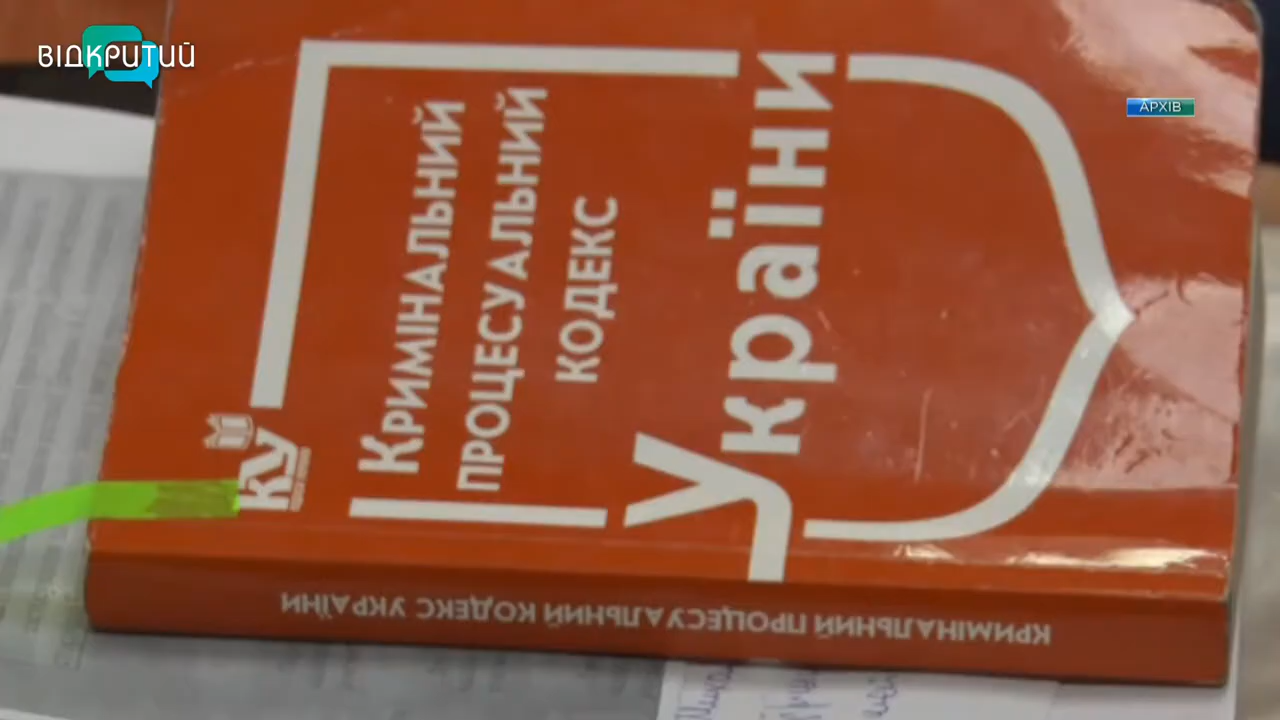 ВІДКРИТИЙ
АРХІВ
КРИМІНАЛЬНИЙ
ПРОЦЕСУАЛЬНИЙ
КОДЕКС
України
КУ
КРИМІНАЛЬНИЙ ПРОЦЕСУАЛЬНИЙ КОДЕКС УКРАЇНИ